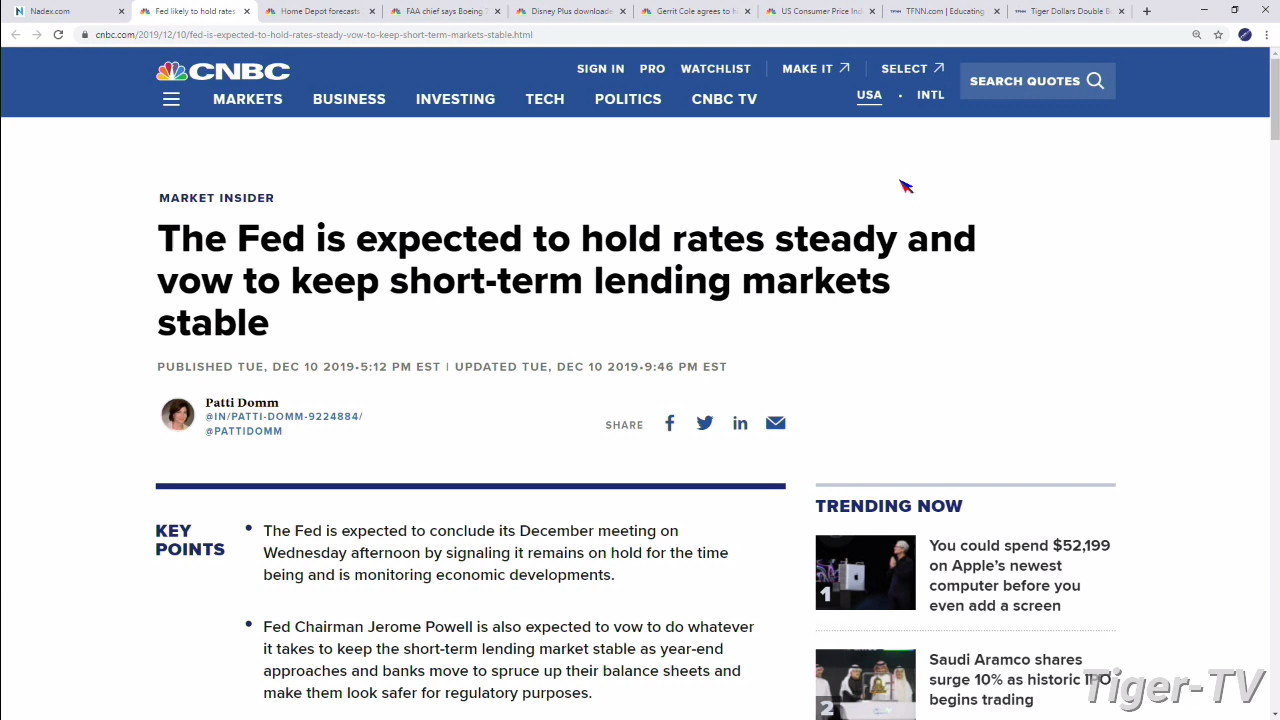 Nadex.com
Fed likely to hold rates
Home Depot forecasts
FAA chief says Boeing
Disney Plus downloade
Gerrit Cole agrees to
US Consumer Price Ind
TFNN.com | Educating
Tiger Dollars Double B
cnbc.com/2019/12/10/fed-is-expected-to-hold-rates-steady-vow-to-keep-short-term-markets-stable.html
CNBC
SIGN IN PRO WATCHLIST MAKE IT SELECT
USA • INTL
SEARCH QUOTES
MARKETS BUSINESS INVESTING TECH POLITICS CNBC TV
MARKET INSIDER
The Fed is expected to hold rates steady and
vow to keep short-term lending markets
stable
PUBLISHED TUE, DEC 10 2019•5:12 PM EST | UPDATED TUE, DEC 10 2019•9:46 PM EST
Patti Domm
@IN/PATTI-DOMM-9224884/
@PATTIDOMM
SHARE
KEY
POINTS
• The Fed is expected to conclude its December meeting on
Wednesday afternoon by signaling it remains on hold for the time
being and is monitoring economic developments.
• Fed Chairman Jerome Powell is also expected to vow to do whatever
it takes to keep the short-term lending market stable as year-end
approaches and banks move to spruce up their balance sheets and
make them look safer for regulatory purposes.
TRENDING NOW
1
You could spend $52,199
on Apple's newest
computer before you
even add a screen
2
Saudi Aramco shares
surge 10% as historic IPO
begins trading
Tiger-TV